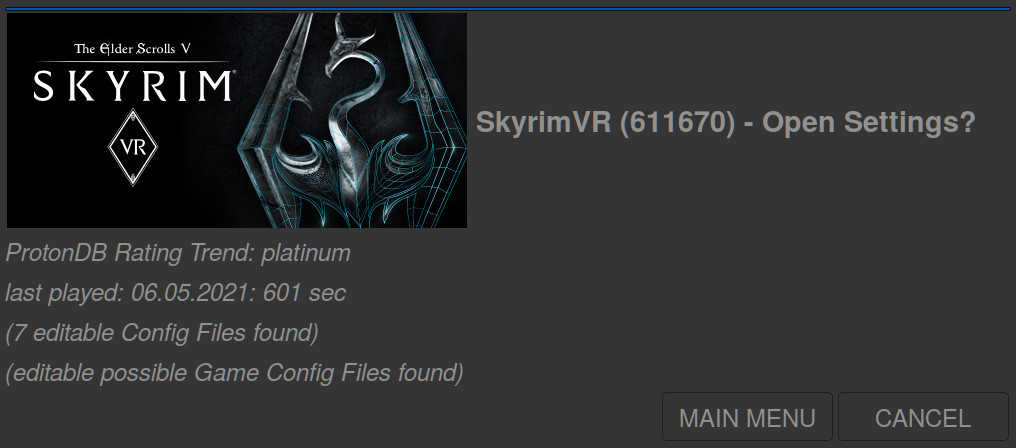 The Elder Scrolls V
SKYRIM®
VR
SkyrimVR (611670) - Open Settings?
ProtonDB Rating Trend: platinum
last played: 06.05.2021: 601 sec
(7 editable Config Files found)
(editable possible Game Config Files found)
MAIN MENU
CANCEL